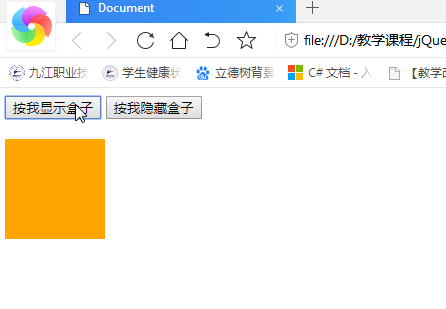 Document
file:///D:/教学课程/jQue
九江职业技
学生健康状
立德树背景
C# 文档 - 入
【教学改
按我显示盒子
按我隐藏盒子